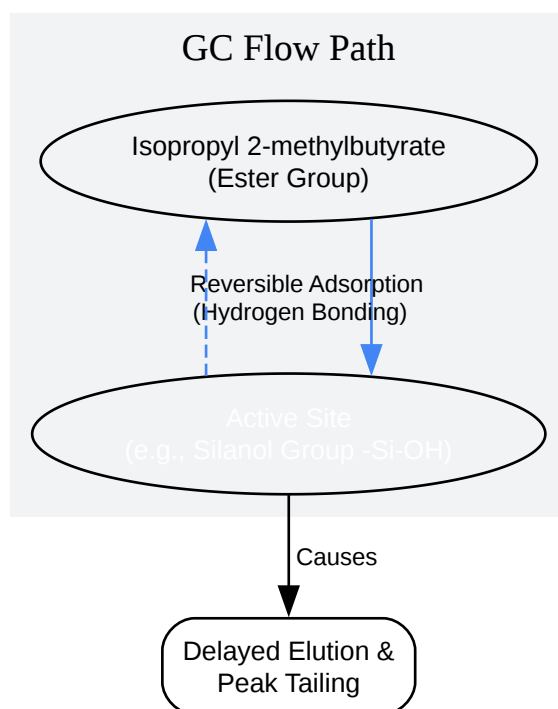 GC Flow Path
Isopropyl 2-methylbutyrate
(Ester Group)
Reversible Adsorption
(Hydrogen Bonding)
Active Site
(e.g., Silanol Group -Si-OH)
Causes
Delayed Elution &
Peak Tailing